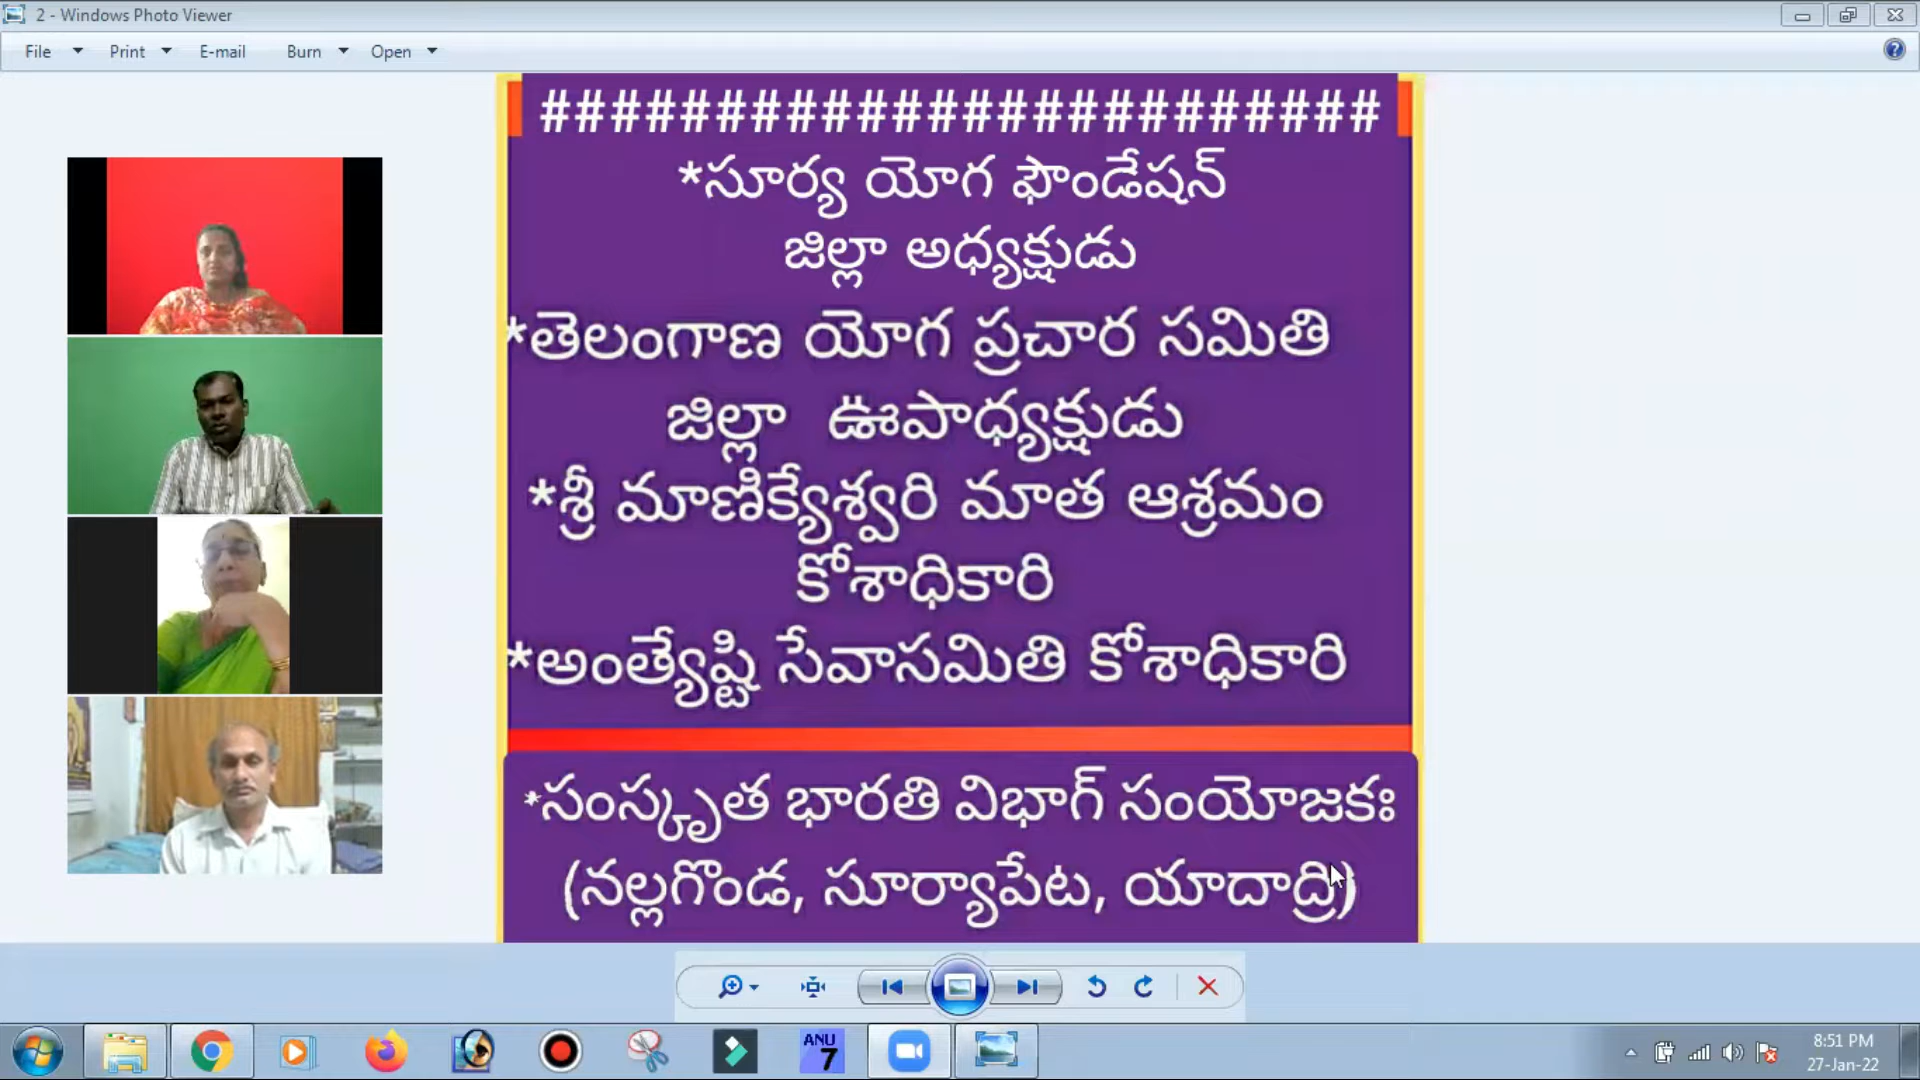 2 - Windows Photo Viewer
File Print E-mail Burn Open
########################
*సూర్య యోగ ఫౌండేషన్
జిల్లా అధ్యక్షుడు
*తెలంగాణ యోగ ప్రచార సమితి
జిల్లా ఊపాధ్యక్షుడు
*శ్రీ మాణిక్యేశ్వరి మాత ఆశ్రమం
కోశాధికారి
*అంత్యేష్టి సేవాసమితి కోశాధికారి
*సంస్కృత భారతి విభాగ్ సంయోజకః
(నల్లగొండ, సూర్యాపేట, యాదాద్రి)
ANU
7
8:51 PM
27-Jan-22